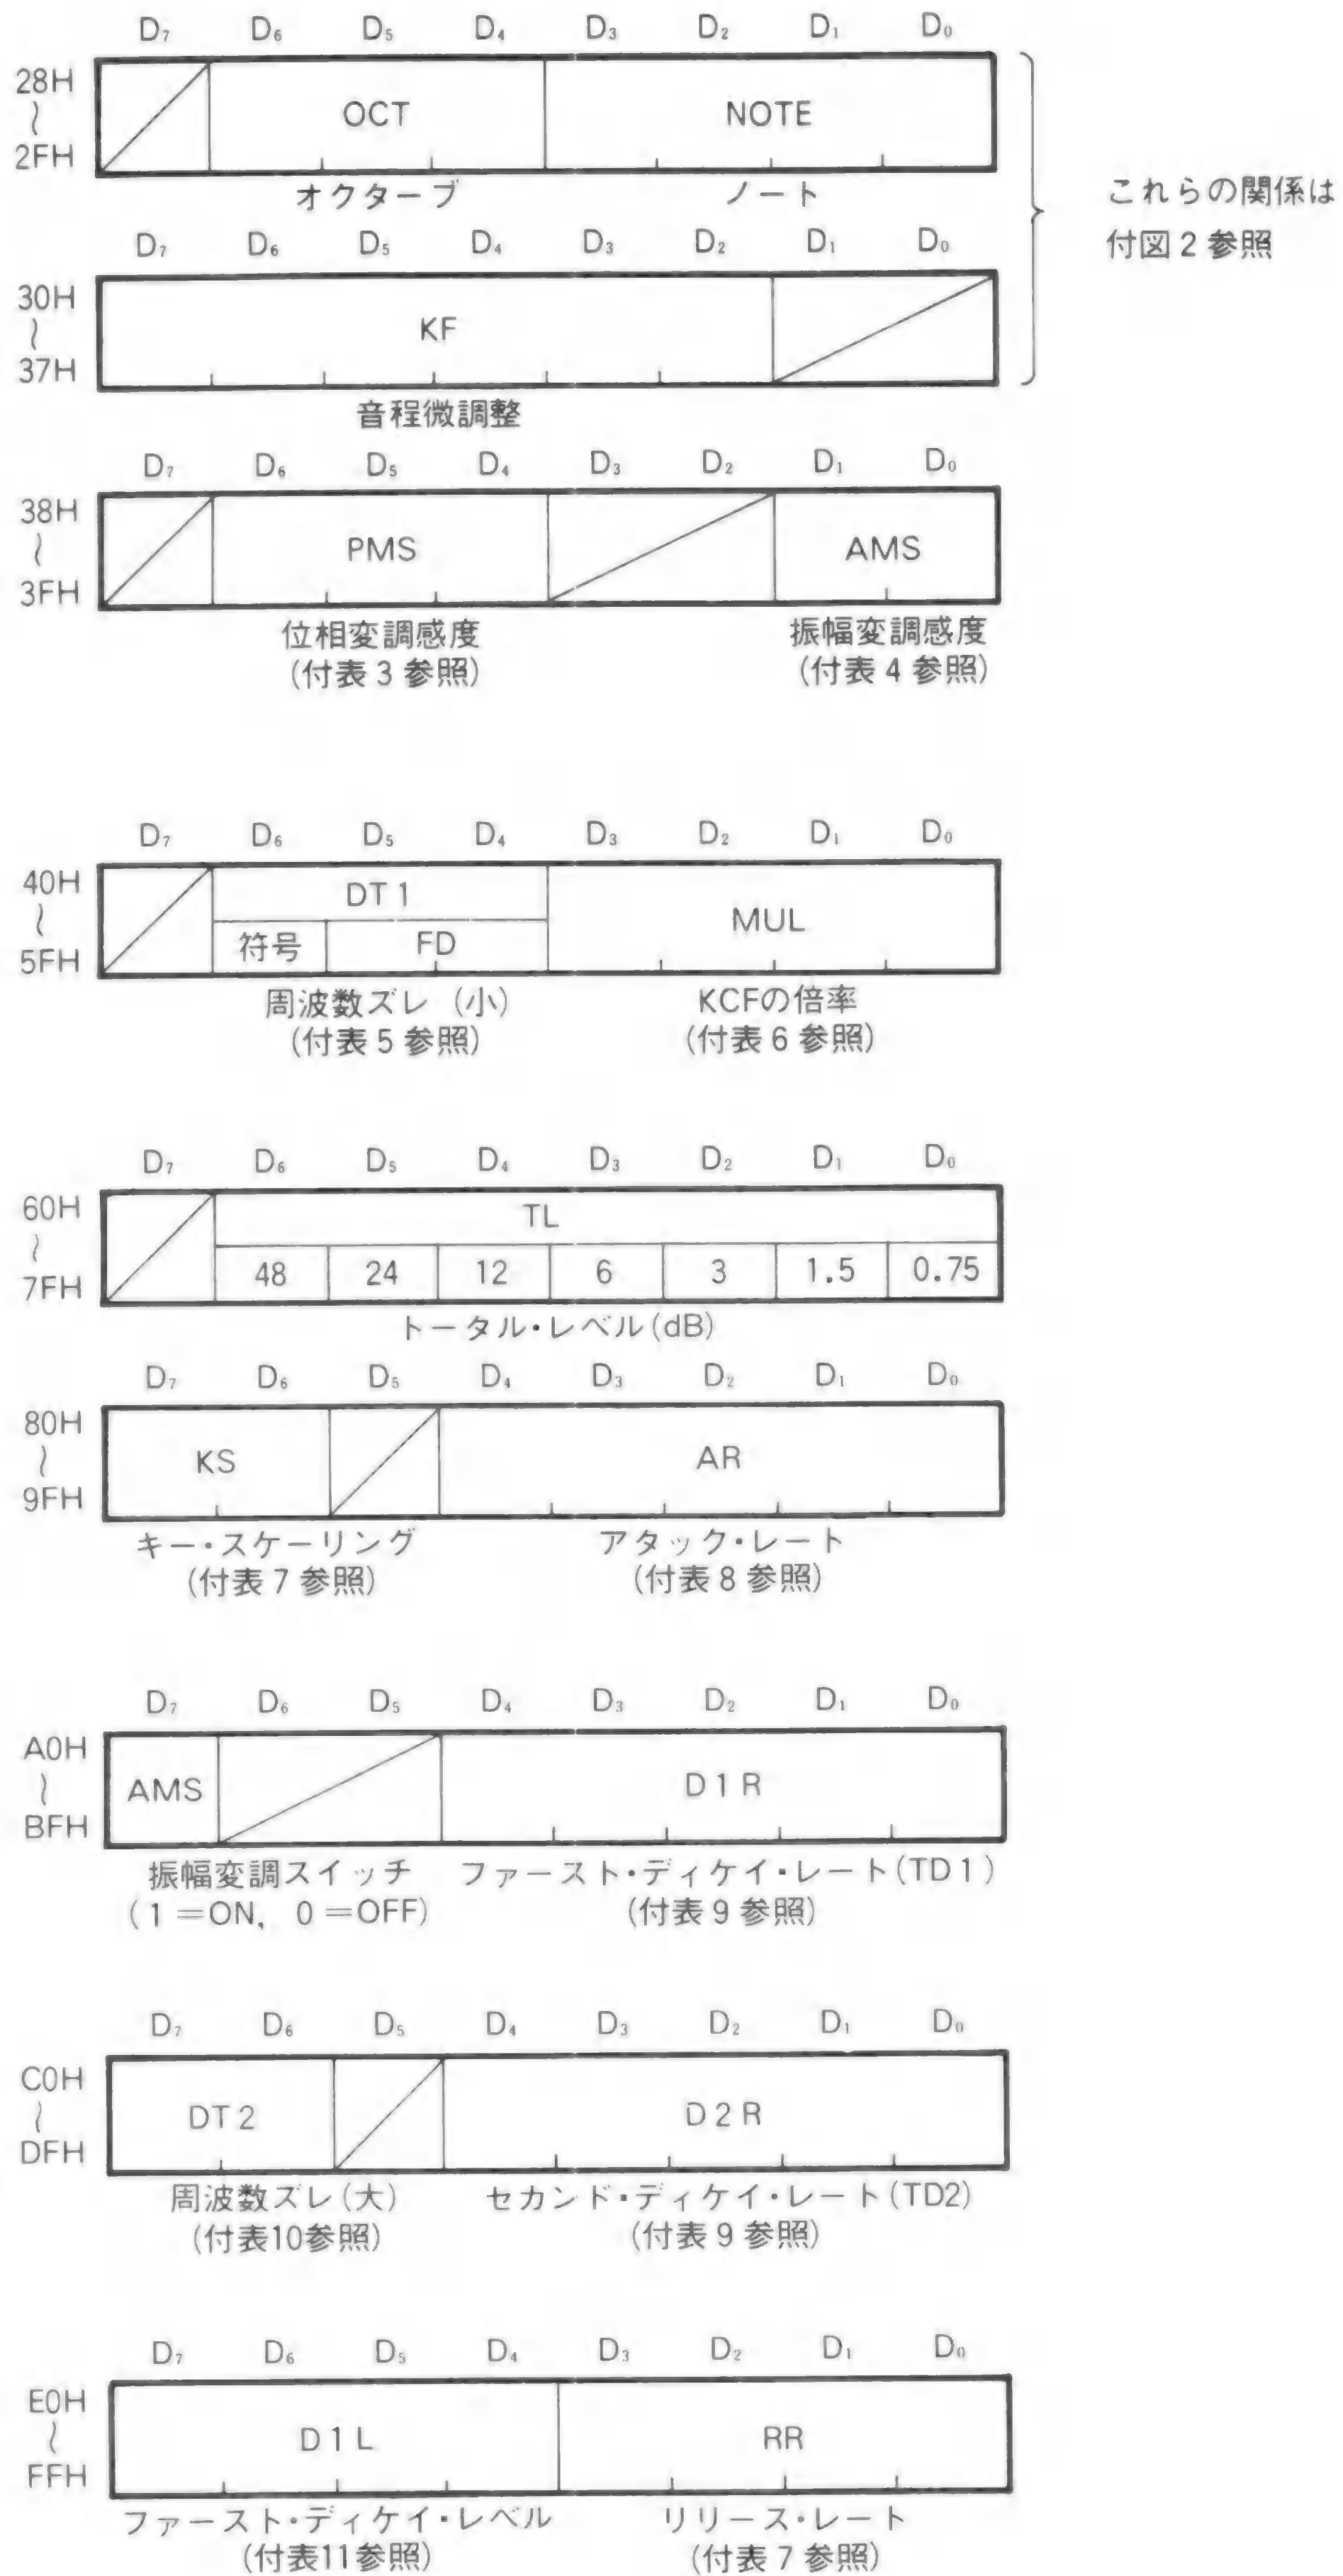 D₇ D₆ D₅ D₄ D₃ D₂ D₁ D₀
28H
〜
2FH
OCT NOTE
オクターブ ノート
これらの関係は
付図2参照
D₇ D₆ D₅ D₄ D₃ D₂ D₁ D₀
30H
〜
37H
KF
音程微調整
D₇ D₆ D₅ D₄ D₃ D₂ D₁ D₀
38H
〜
3FH
PMS AMS
位相変調感度 振幅変調感度
(付表3参照) (付表4参照)
D₇ D₆ D₅ D₄ D₃ D₂ D₁ D₀
40H
〜
5FH
DT1 MUL
符号 FD
周波数ズレ(小) KCFの倍率
(付表5参照) (付表6参照)
D₇ D₆ D₅ D₄ D₃ D₂ D₁ D₀
60H
〜
7FH
TL
48 24 12 6 3 1.5 0.75
トータル・レベル(dB)
D₇ D₆ D₅ D₄ D₃ D₂ D₁ D₀
80H
〜
9FH
KS AR
キー・スケーリング アタック・レート
(付表7参照) (付表8参照)
D₇ D₆ D₅ D₄ D₃ D₂ D₁ D₀
A0H
〜
BFH
AMS D1R
振幅変調スイッチ ファースト・ディケイ・レート(TD1)
(1=ON, 0=OFF) (付表9参照)
D₇ D₆ D₅ D₄ D₃ D₂ D₁ D₀
C0H
〜
DFH
DT2 D2R
周波数ズレ(大) セカンド・ディケイ・レート(TD2)
(付表10参照) (付表9参照)
D₇ D₆ D₅ D₄ D₃ D₂ D₁ D₀
E0H
〜
FFH
D1L RR
ファースト・ディケイ・レベル リリース・レート
(付表11参照) (付表7参照)